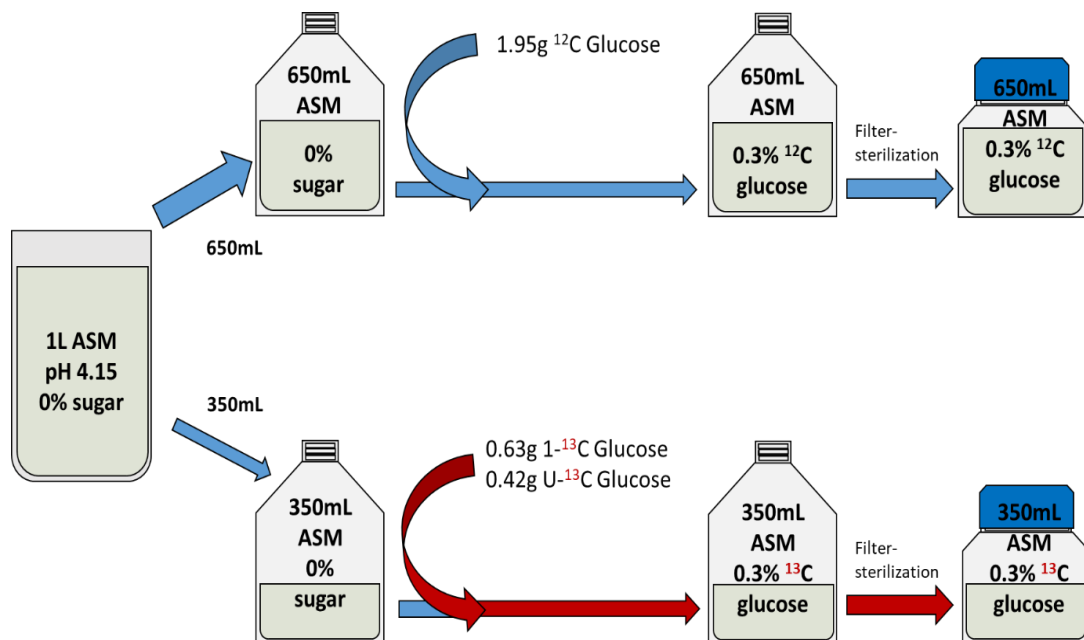 1.95g ¹²C Glucose
650mL
ASM
0%
sugar
650mL
ASM
0.3% ¹²C
glucose
Filter-
sterilization
650mL
ASM
0.3% ¹²C
glucose
650mL
1L ASM
pH 4.15
0% sugar
350mL
0.63g 1-¹³C Glucose
0.42g U-¹³C Glucose
350mL
ASM
0%
sugar
350mL
ASM
0.3% ¹³C
glucose
Filter-
sterilization
350mL
ASM
0.3% ¹³C
glucose